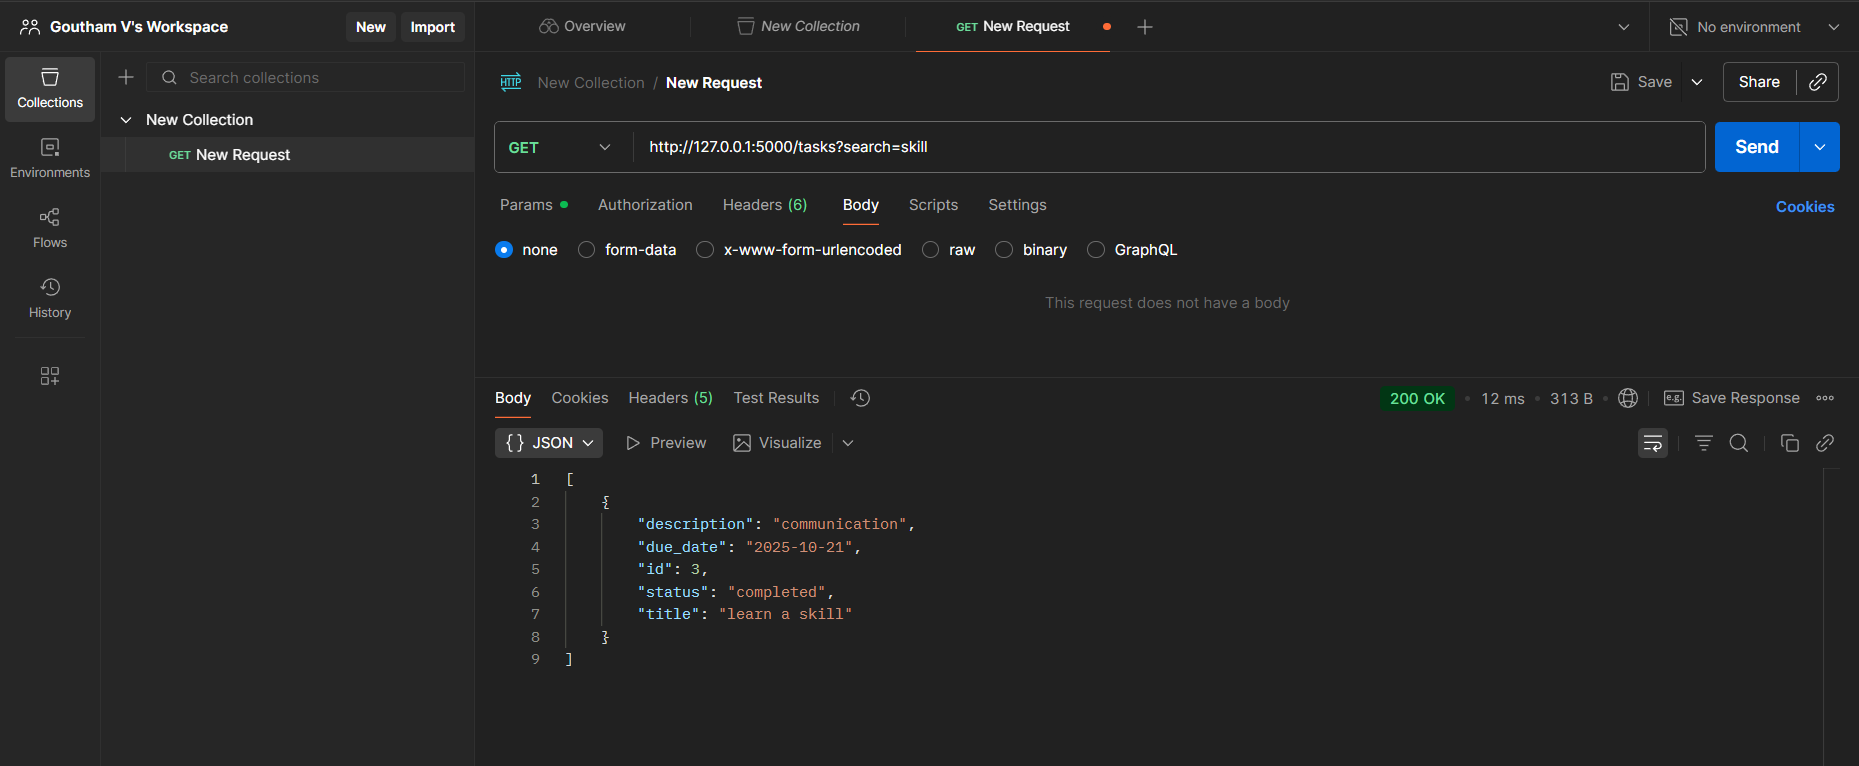 Goutham V's Workspace
New
Import
Overview
New Collection
GET New Request
No environment
Collections
Environments
Flows
History
Search collections
New Collection
GET New Request
HTTP New Collection / New Request
Save
Share
GET
http://127.0.0.1:5000/tasks?search=skill
Send
Params
Authorization
Headers (6)
Body
Scripts
Settings
Cookies
none
form-data
x-www-form-urlencoded
raw
binary
GraphQL
This request does not have a body
Body
Cookies
Headers (5)
Test Results
200 OK
12 ms
313 B
e.g. Save Response
{} JSON
Preview
Visualize
1 [
2 {
3 "description": "communication",
4 "due_date": "2025-10-21",
5 "id": 3,
6 "status": "completed",
7 "title": "learn a skill"
8 }
9 ]